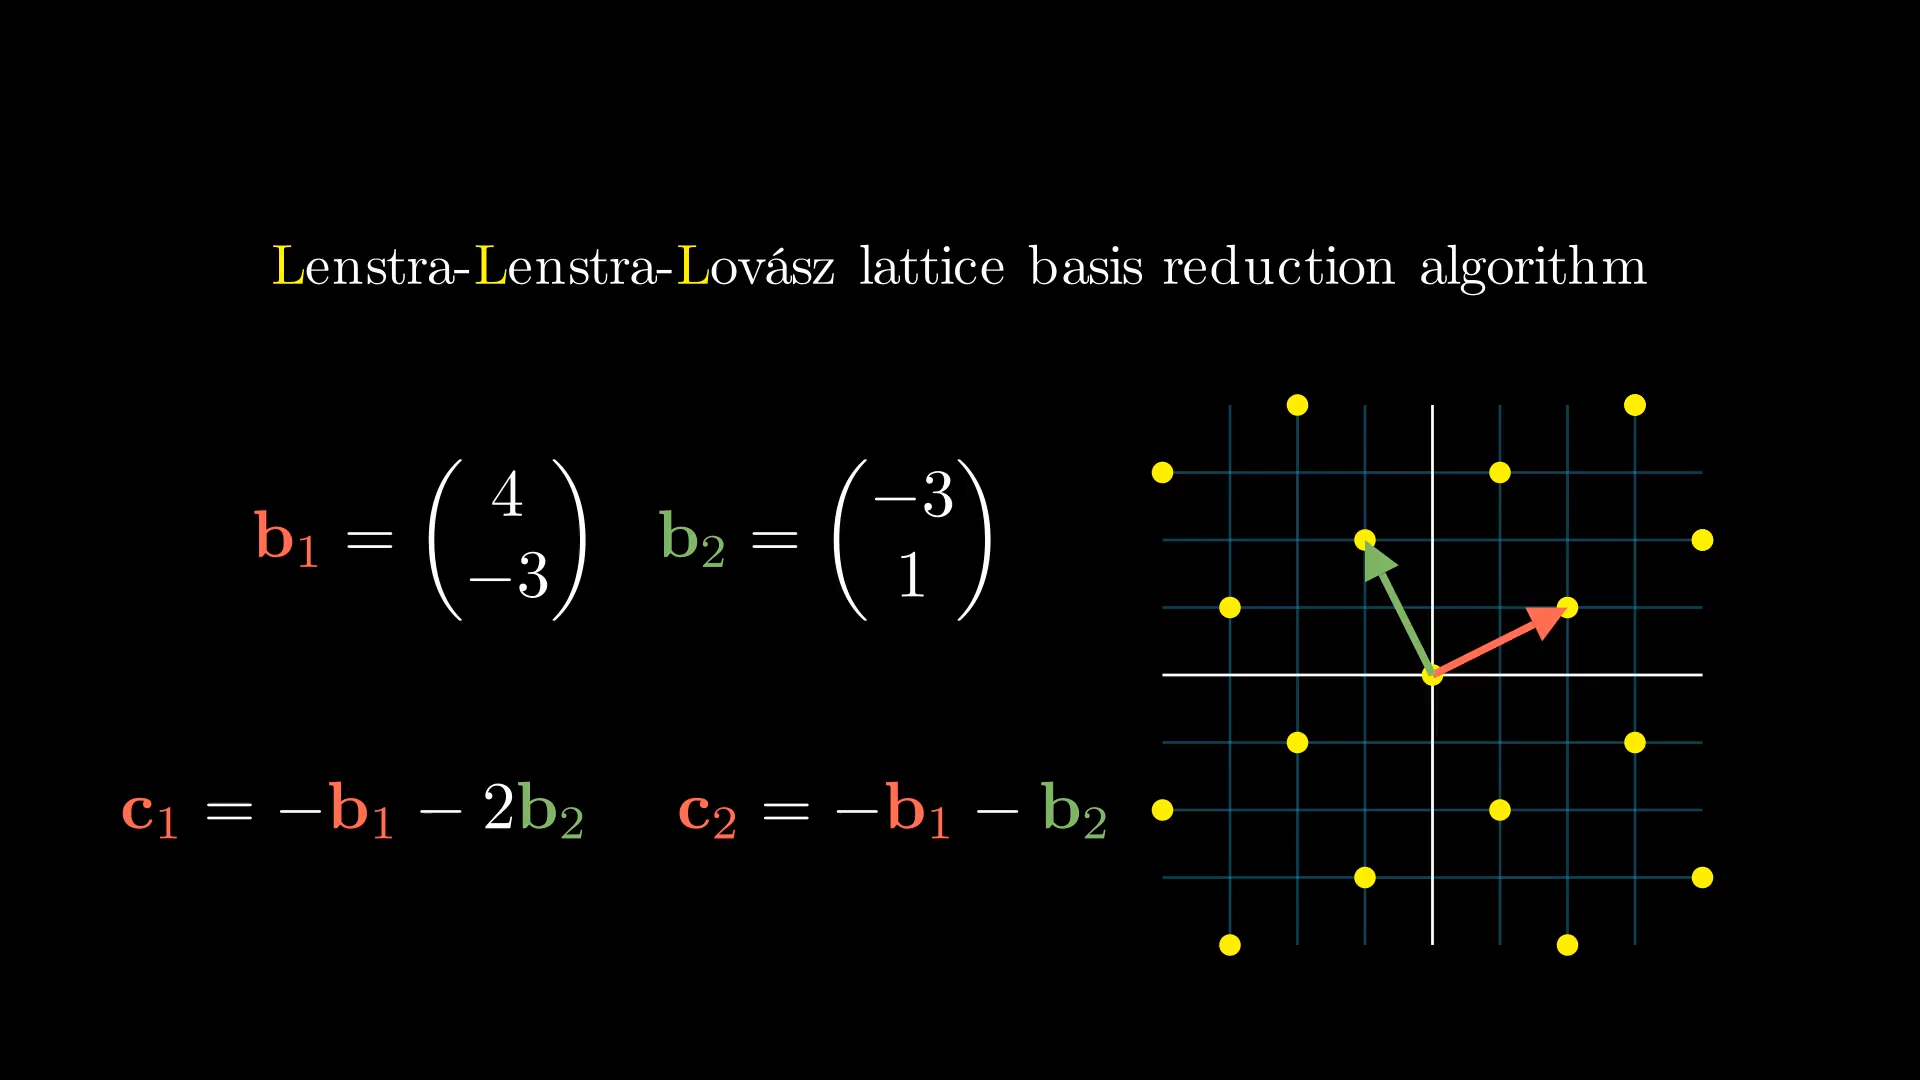 Lenstra-Lenstra-Lovász lattice basis reduction algorithm
b₁ = (4 −3) b₂ = (−3 1)
c₁ = −b₁ − 2b₂ c₂ = −b₁ − b₂